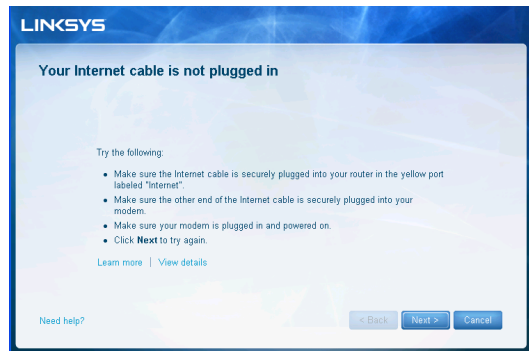 LINKSYS
Your Internet cable is not plugged in
Try the following:
• Make sure the Internet cable is securely plugged into your router in the yellow port
labeled "Internet".
• Make sure the other end of the Internet cable is securely plugged into your
modem.
• Make sure your modem is plugged in and powered on.
• Click Next to try again.
Learn more | View details
Need help?
< Back Next > Cancel